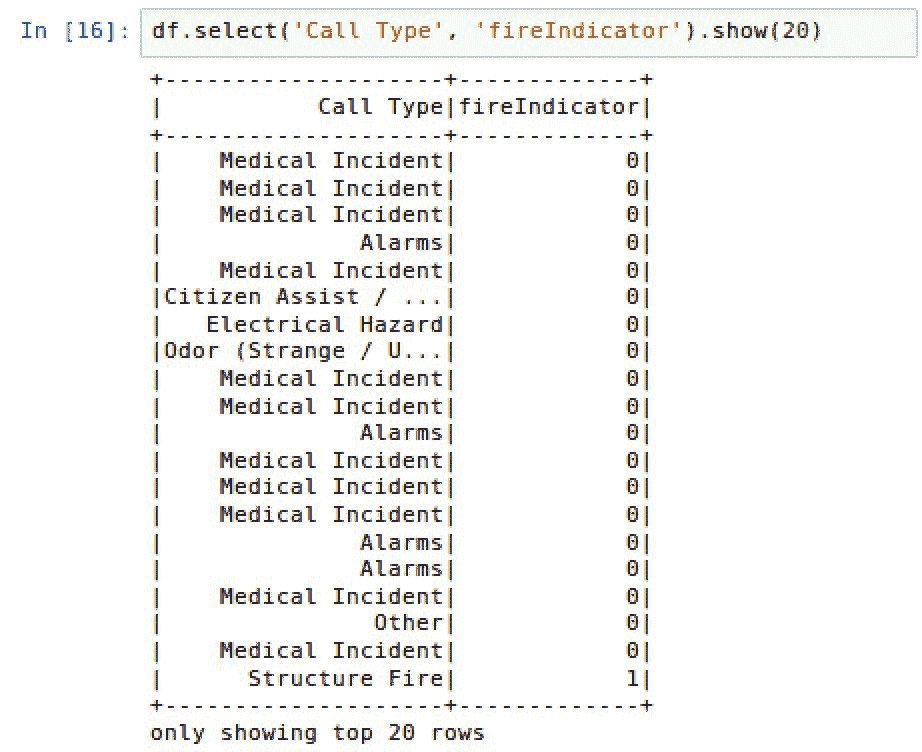 In [16]: df.select('Call Type', 'fireIndicator').show(20)
+--------------------+-------------+
|           Call Type|fireIndicator|
+--------------------+-------------+
|    Medical Incident|            0|
|    Medical Incident|            0|
|    Medical Incident|            0|
|              Alarms|            0|
|    Medical Incident|            0|
|Citizen Assist / ...|            0|
|   Electrical Hazard|            0|
|Odor (Strange / U...|            0|
|    Medical Incident|            0|
|    Medical Incident|            0|
|              Alarms|            0|
|    Medical Incident|            0|
|    Medical Incident|            0|
|    Medical Incident|            0|
|              Alarms|            0|
|              Alarms|            0|
|    Medical Incident|            0|
|               Other|            0|
|    Medical Incident|            0|
|      Structure Fire|            1|
+--------------------+-------------+
only showing top 20 rows